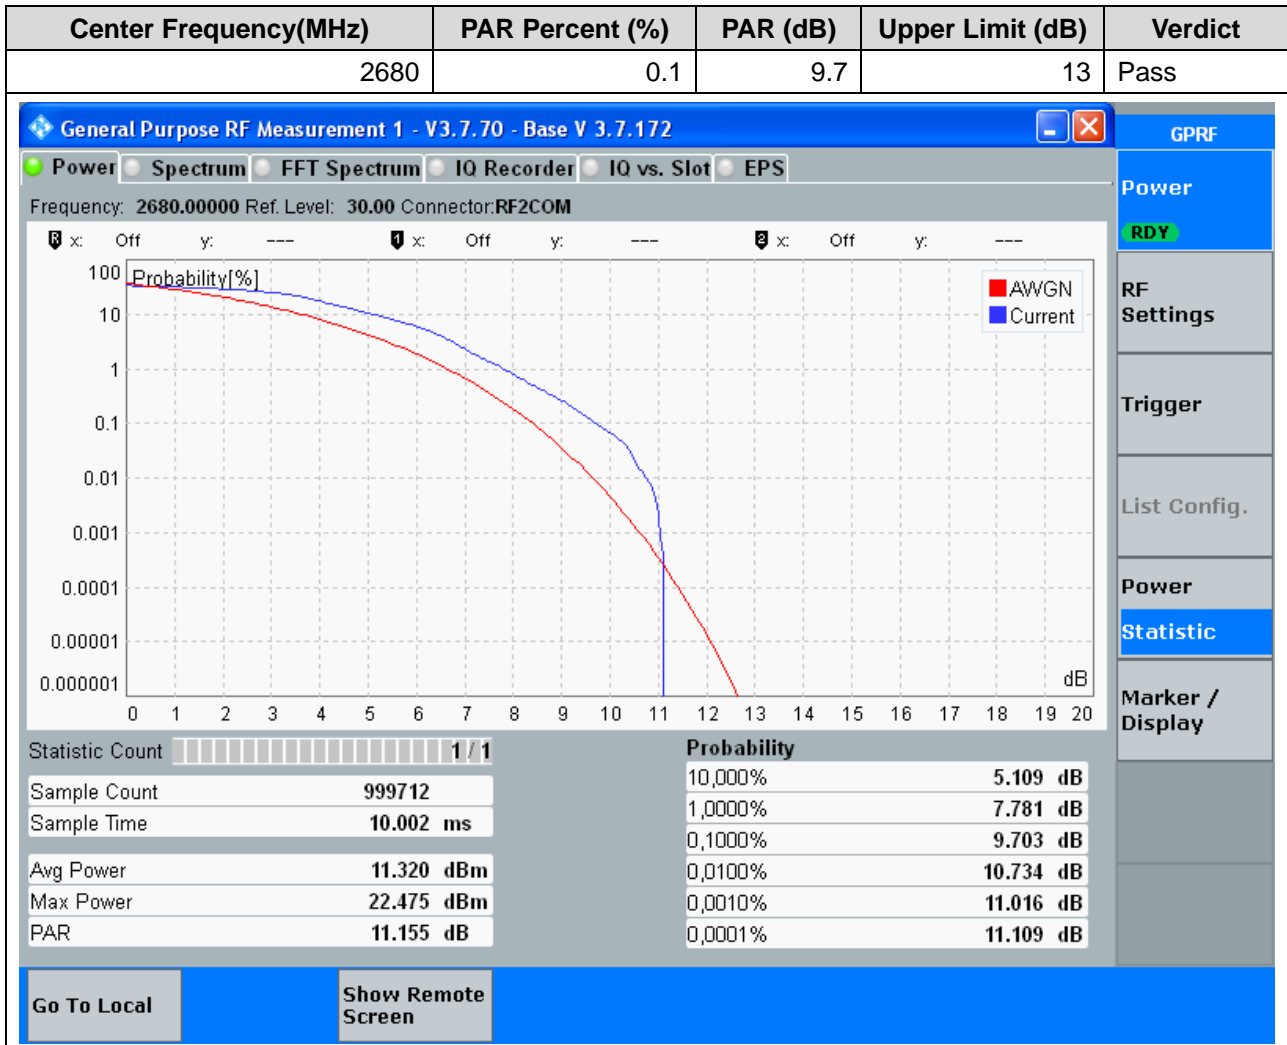 Center Frequency(MHz) PAR Percent (%) PAR (dB) Upper Limit (dB) Verdict
2680 0.1 9.7 13 Pass
General Purpose RF Measurement 1 - V3.7.70 - Base V 3.7.172
GPRF
Power Spectrum FFT Spectrum IQ Recorder IQ vs. Slot EPS
Frequency: 2680.00000 Ref. Level: 30.00 Connector:RF2COM
R x: Off y: --- 1 x: Off y: --- 2 x: Off y: ---
Probability[%]
AWGN
Current
100
10
1
0.1
0.01
0.001
0.0001
0.00001
0.000001
dB
0 1 2 3 4 5 6 7 8 9 10 11 12 13 14 15 16 17 18 19 20
Statistic Count 1 / 1
Sample Count 999712
Sample Time 10.002 ms
Avg Power 11.320 dBm
Max Power 22.475 dBm
PAR 11.155 dB
Probability
10,000% 5.109 dB
1,0000% 7.781 dB
0,1000% 9.703 dB
0,0100% 10.734 dB
0,0010% 11.016 dB
0,0001% 11.109 dB
Power
RDY
RF
Settings
Trigger
List Config.
Power
Statistic
Marker /
Display
Go To Local
Show Remote
Screen